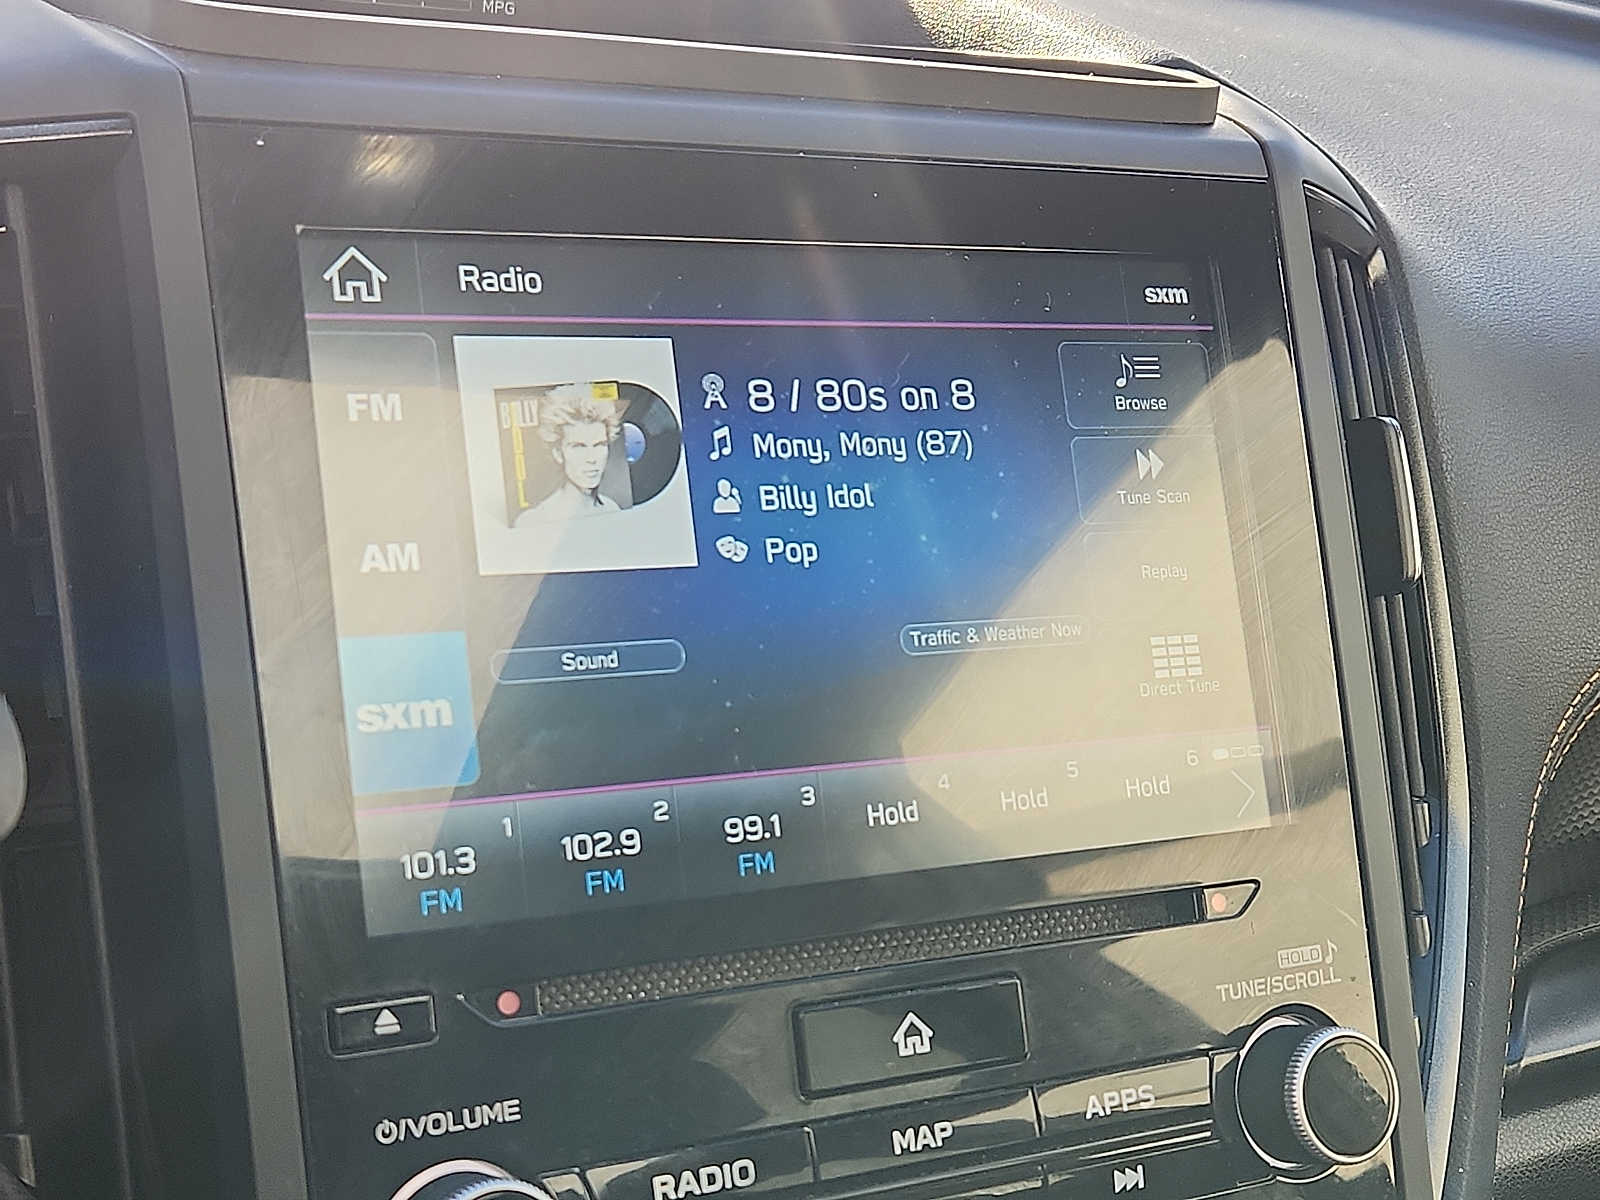 MPG
Radio
sxm
FM
AM
sxm
BILLY
IDOL
8 / 80s on 8
Mony, Mony (87)
Billy Idol
Pop
Browse
Tune Scan
Replay
Direct Tune
Sound
Traffic & Weather Now
1
101.3
FM
2
102.9
FM
3
99.1
FM
4
Hold
5
Hold
6
Hold
HOLD
TUNE/SCROLL
/VOLUME
RADIO
MAP
APPS